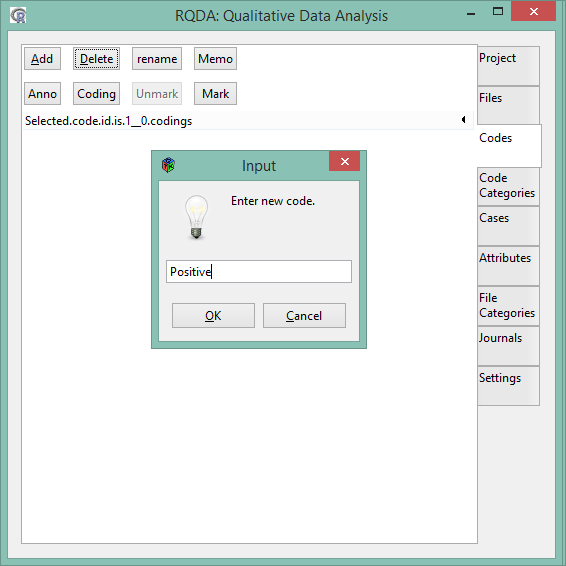 RQDA: Qualitative Data Analysis
Add Delete rename Memo
Anno Coding Unmark Mark
Selected.code.id.is.1__0.codings
Project
Files
Codes
Code
Categories
Cases
Attributes
File
Categories
Journals
Settings
Input
Enter new code.
Positive
OK Cancel